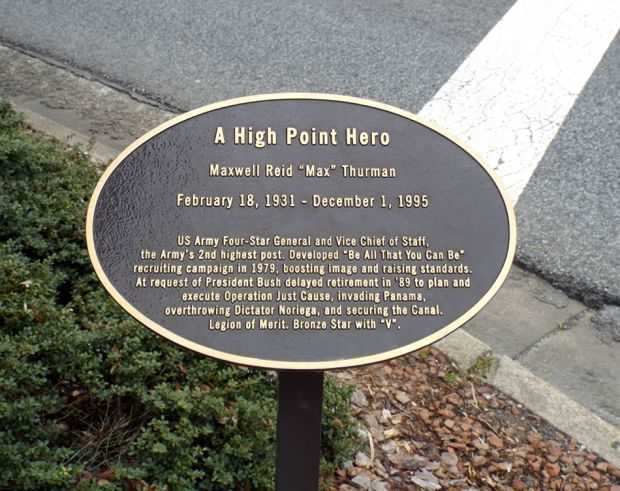 A High Point Hero
Maxwell Reid "Max" Thurman
February 18, 1931 - December 1, 1995
US Army Four-Star General and Vice Chief of Staff,
the Army's 2nd highest post. Developed "Be All That You Can Be"
recruiting campaign in 1979, boosting image and raising standards.
At request of President Bush delayed retirement in '89 to plan and
execute Operation Just Cause, invading Panama,
overthrowing Dictator Noriega, and securing the Canal.
Legion of Merit. Bronze Star with "V".